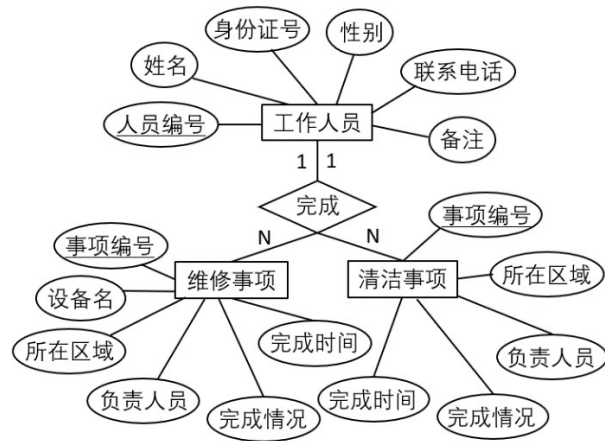 身份证号
性别
姓名
联系电话
人员编号
工作人员
备注
1 1
完成
N N
事项编号
事项编号
维修事项
清洁事项
所在区域
设备名
所在区域
完成时间
负责人员
负责人员
完成情况
完成时间
完成情况